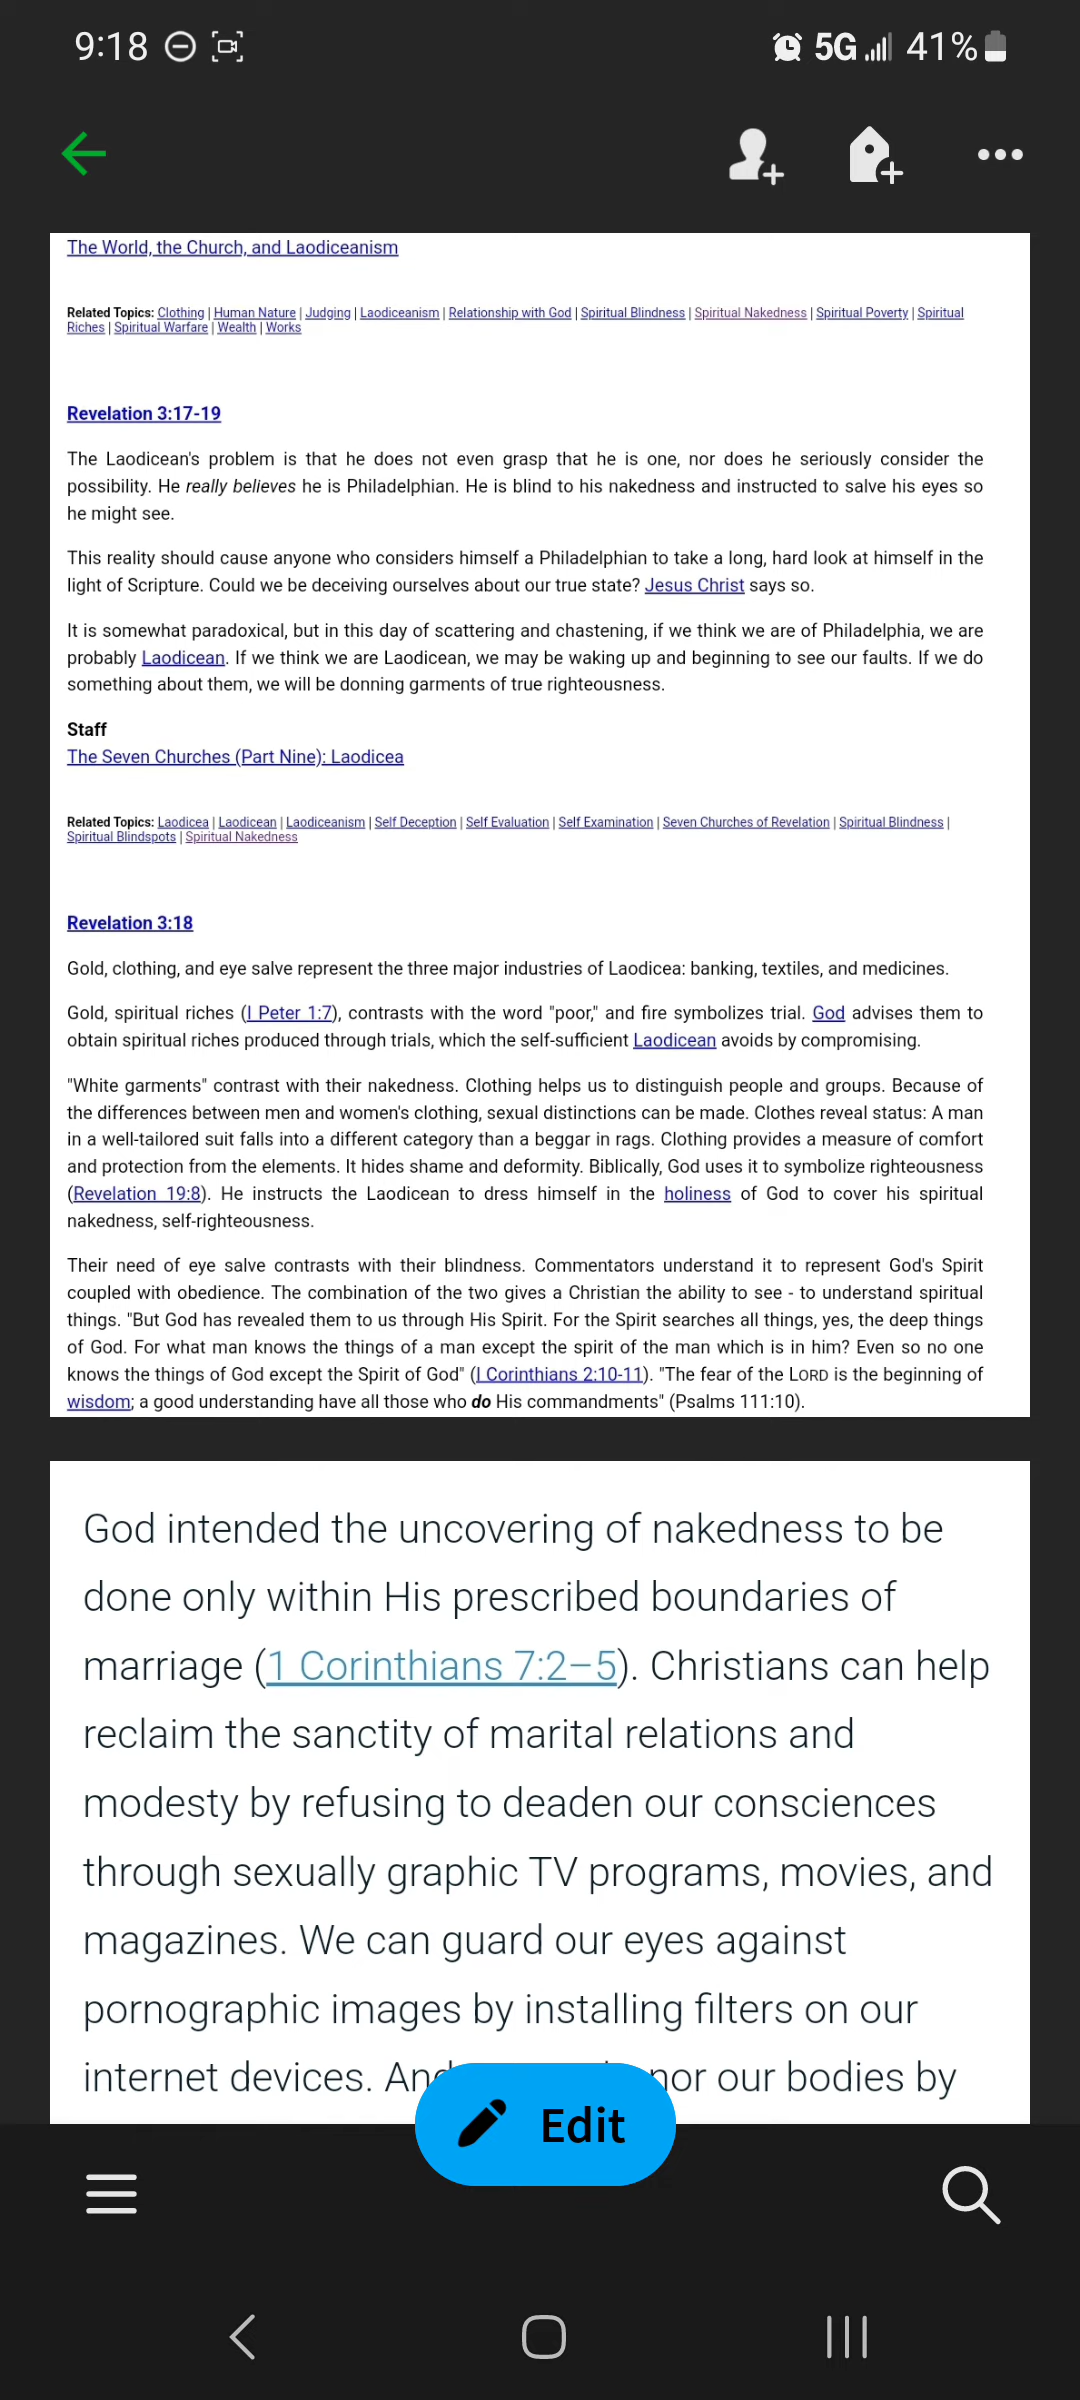 9:18
5G 41%
The World, the Church, and Laodiceanism
Related Topics: Clothing | Human Nature | Judging | Laodiceanism | Relationship with God | Spiritual Blindness | Spiritual Nakedness | Spiritual Poverty | Spiritual
Riches | Spiritual Warfare | Wealth | Works
Revelation 3:17-19
The Laodicean's problem is that he does not even grasp that he is one, nor does he seriously consider the
possibility. He really believes he is Philadelphian. He is blind to his nakedness and instructed to salve his eyes so
he might see.
This reality should cause anyone who considers himself a Philadelphian to take a long, hard look at himself in the
light of Scripture. Could we be deceiving ourselves about our true state? Jesus Christ says so.
It is somewhat paradoxical, but in this day of scattering and chastening, if we think we are of Philadelphia, we are
probably Laodicean. If we think we are Laodicean, we may be waking up and beginning to see our faults. If we do
something about them, we will be donning garments of true righteousness.
Staff
The Seven Churches (Part Nine): Laodicea
Related Topics: Laodicea | Laodicean | Laodiceanism | Self Deception | Self Evaluation | Self Examination | Seven Churches of Revelation | Spiritual Blindness |
Spiritual Blindspots | Spiritual Nakedness
Revelation 3:18
Gold, clothing, and eye salve represent the three major industries of Laodicea: banking, textiles, and medicines.
Gold, spiritual riches (I Peter 1:7), contrasts with the word "poor," and fire symbolizes trial. God advises them to
obtain spiritual riches produced through trials, which the self-sufficient Laodicean avoids by compromising.
"White garments" contrast with their nakedness. Clothing helps us to distinguish people and groups. Because of
the differences between men and women's clothing, sexual distinctions can be made. Clothes reveal status: A man
in a well-tailored suit falls into a different category than a beggar in rags. Clothing provides a measure of comfort
and protection from the elements. It hides shame and deformity. Biblically, God uses it to symbolize righteousness
(Revelation 19:8). He instructs the Laodicean to dress himself in the holiness of God to cover his spiritual
nakedness, self-righteousness.
Their need of eye salve contrasts with their blindness. Commentators understand it to represent God's Spirit
coupled with obedience. The combination of the two gives a Christian the ability to see - to understand spiritual
things. "But God has revealed them to us through His Spirit. For the Spirit searches all things, yes, the deep things
of God. For what man knows the things of a man except the spirit of the man which is in him? Even so no one
knows the things of God except the Spirit of God" (I Corinthians 2:10-11). "The fear of the LORD is the beginning of
wisdom; a good understanding have all those who do His commandments" (Psalms 111:10).
God intended the uncovering of nakedness to be
done only within His prescribed boundaries of
marriage (1 Corinthians 7:2–5). Christians can help
reclaim the sanctity of marital relations and
modesty by refusing to deaden our consciences
through sexually graphic TV programs, movies, and
magazines. We can guard our eyes against
pornographic images by installing filters on our
internet devices. our bodies by
Edit